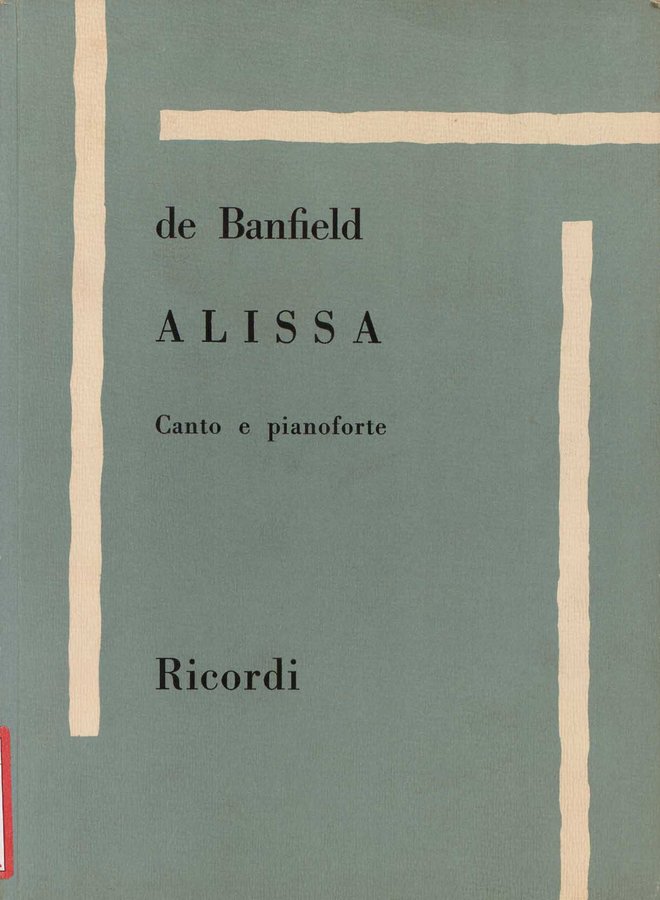 de Banfield
ALISSA
Canto e pianoforte
Ricordi